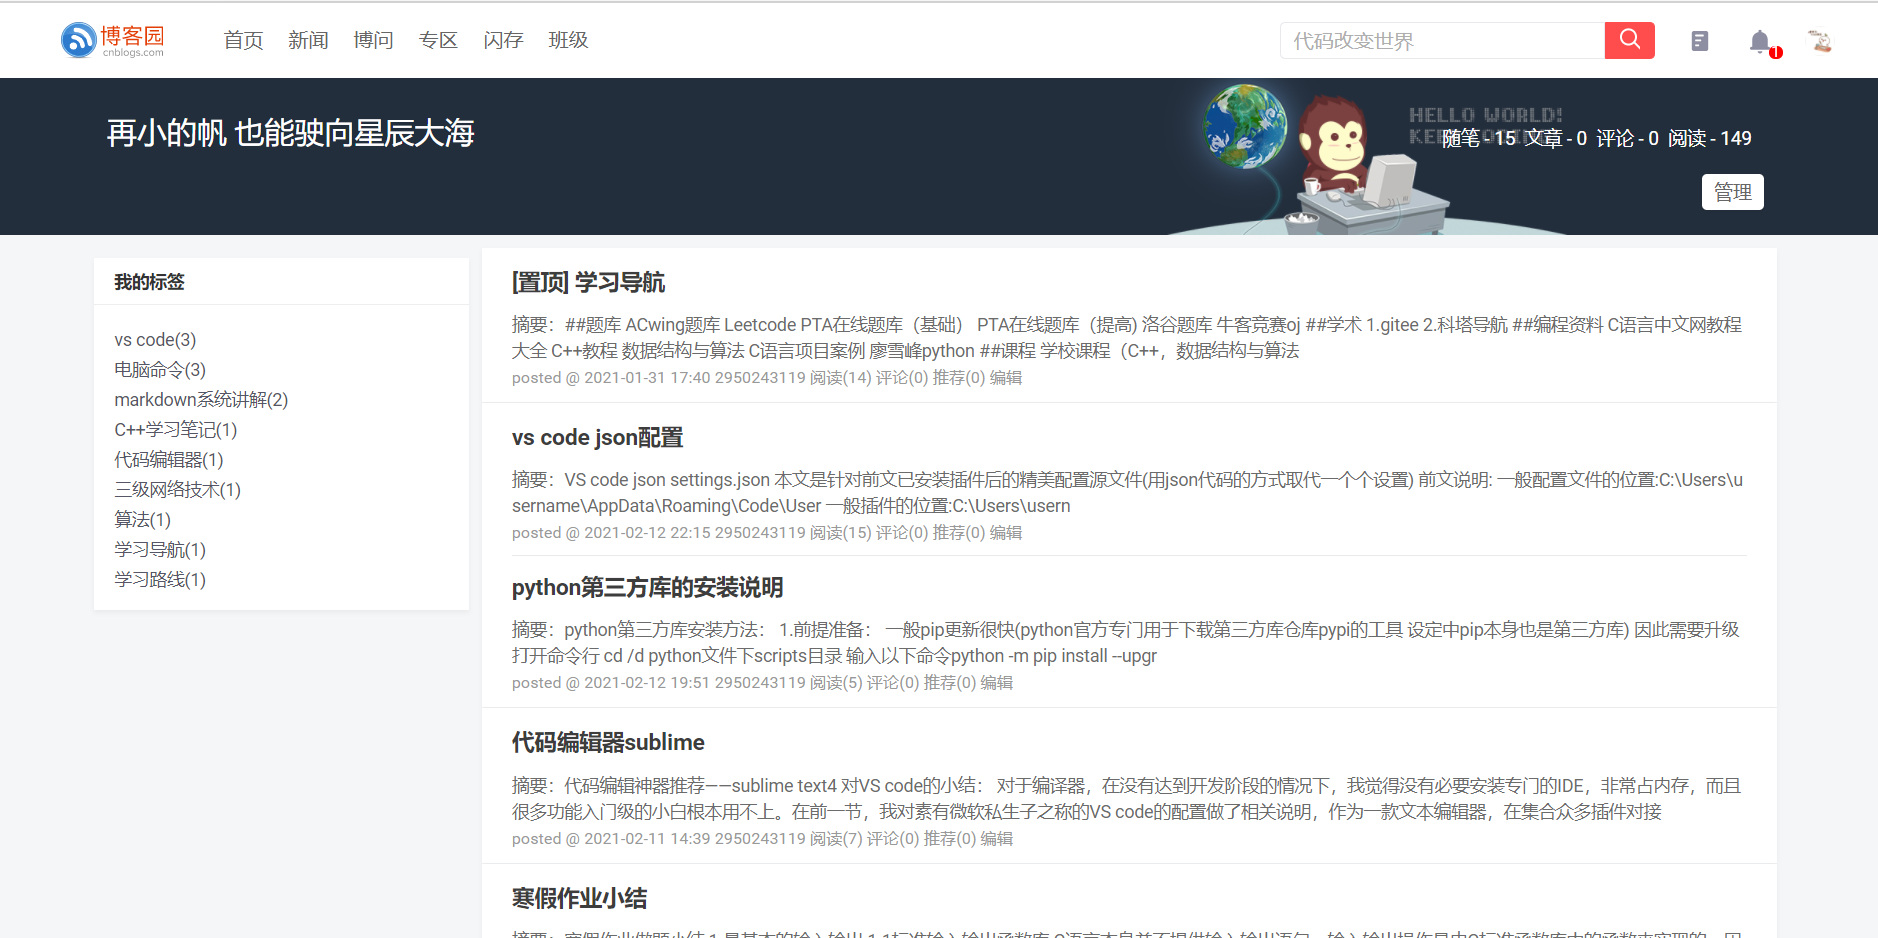 博客园
cnblogs.com
首页 新闻 博问 专区 闪存 班级
代码改变世界
1
再小的帆 也能驶向星辰大海
HELLO WORLD!
随笔 - 15 文章 - 0 评论 - 0 阅读 - 149
管理
我的标签
vs code(3)
电脑命令(3)
markdown系统讲解(2)
C++学习笔记(1)
代码编辑器(1)
三级网络技术(1)
算法(1)
学习导航(1)
学习路线(1)
[置顶] 学习导航
摘要：##题库 ACwing题库 Leetcode PTA在线题库（基础） PTA在线题库（提高) 洛谷题库 牛客竞赛oj ##学术 1.gitee 2.科塔导航 ##编程资料 C语言中文网教程
大全 C++教程 数据结构与算法 C语言项目案例 廖雪峰python ##课程 学校课程（C++，数据结构与算法
posted @ 2021-01-31 17:40 2950243119 阅读(14) 评论(0) 推荐(0) 编辑
vs code json配置
摘要：VS code json settings.json 本文是针对前文已安装插件后的精美配置源文件(用json代码的方式取代一个个设置) 前文说明: 一般配置文件的位置:C:\Users\u
sername\AppData\Roaming\Code\User 一般插件的位置:C:\Users\usern
posted @ 2021-02-12 22:15 2950243119 阅读(15) 评论(0) 推荐(0) 编辑
python第三方库的安装说明
摘要：python第三方库安装方法： 1.前提准备： 一般pip更新很快(python官方专门用于下载第三方库仓库pypi的工具 设定中pip本身也是第三方库) 因此需要升级
打开命令行 cd /d python文件下scripts目录 输入以下命令python -m pip install --upgr
posted @ 2021-02-12 19:51 2950243119 阅读(5) 评论(0) 推荐(0) 编辑
代码编辑器sublime
摘要：代码编辑神器推荐——sublime text4 对VS code的小结： 对于编译器，在没有达到开发阶段的情况下，我觉得没有必要安装专门的IDE，非常占内存，而且
很多功能入门级的小白根本用不上。在前一节，我对素有微软私生子之称的VS code的配置做了相关说明，作为一款文本编辑器，在集合众多插件对接
posted @ 2021-02-11 14:39 2950243119 阅读(7) 评论(0) 推荐(0) 编辑
寒假作业小结